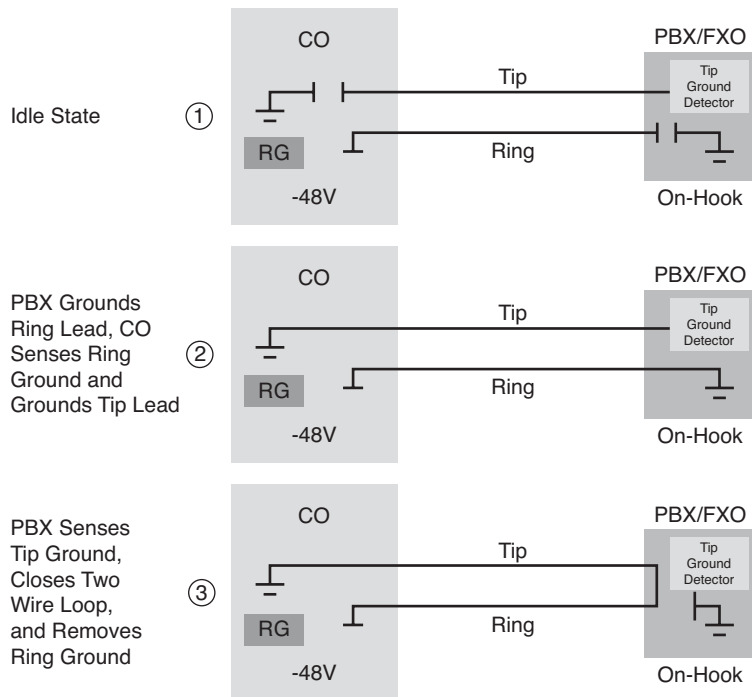 CO
PBX/FXO
Tip
Tip
Ground
Detector
Idle State
①
RG
Ring
-48V
On-Hook
CO
PBX/FXO
PBX Grounds
Ring Lead, CO
Senses Ring
Ground and
Grounds Tip Lead
②
Tip
Tip
Ground
Detector
RG
Ring
-48V
On-Hook
CO
PBX/FXO
PBX Senses
Tip Ground,
Closes Two
Wire Loop,
and Removes
Ring Ground
③
Tip
Tip
Ground
Detector
RG
Ring
-48V
On-Hook